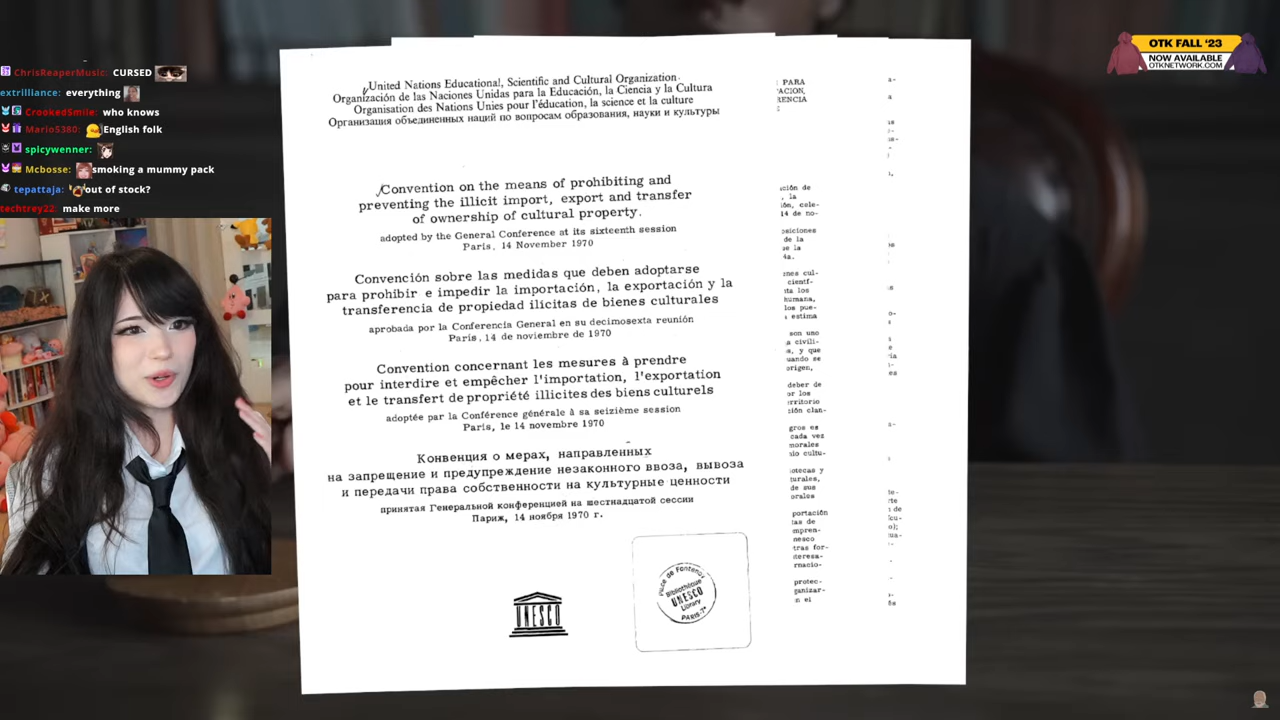 ChrisReaperMusic: CURSED
extrilliance: everything
CrookedSmile: who knows
Mario5380: English folk
spicywenner:
Mcbosse: smoking a mummy pack
tepattaja: out of stock?
techtrey22: make more
OTK FALL '23
NOW AVAILABLE
OTKNETWORK.COM
United Nations Educational, Scientific and Cultural Organization
Organización de las Naciones Unidas para la Educación, la Ciencia y la Cultura
Organisation des Nations Unies pour l'éducation, la science et la culture
Организация объединенных наций по вопросам образования, науки и культуры
Convention on the means of prohibiting and
preventing the illicit import, export and transfer
of ownership of cultural property.
adopted by the General Conference at its sixteenth session
Paris, 14 November 1970
Convención sobre las medidas que deben adoptarse
para prohibir e impedir la importación, la exportación y la
transferencia de propiedad ilícitas de bienes culturales
aprobada por la Conferencia General en su decimosexta reunión
París, 14 de noviembre de 1970
Convention concernant les mesures à prendre
pour interdire et empêcher l'importation, l'exportation
et le transfert de propriété illicites des biens culturels
adoptée par la Conférence générale à sa seizième session
Paris, le 14 novembre 1970
Конвенция о мерах, направленных
на запрещение и предупреждение незаконного ввоза, вывоза
и передачи права собственности на культурные ценности
принятая Генеральной конференцией на шестнадцатой сессии
Париж, 14 ноября 1970 г.
UNESCO
Place de Fontenoy
Bibliothèque
UNESCO
Library
PARIS-7e